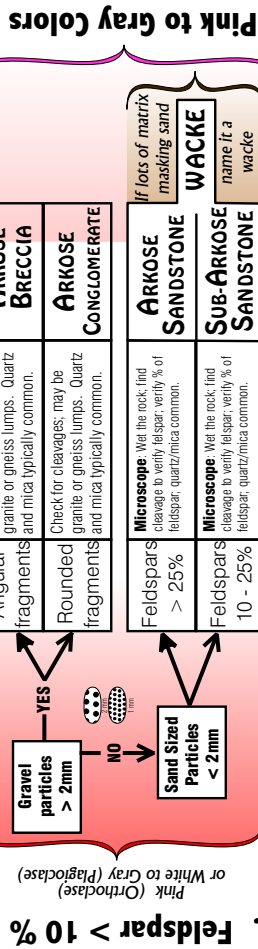 Feldspar > 10 %
Pink (Orthoclase)
or White to Gray (Plagioclase)
Gravel
particles
> 2mm
YES
NO
2 mm
1 mm
Sand Sized
Particles
< 2mm
fragments
granite or gneiss lumps. Quartz
and mica typically common.
BRECCIA
Rounded
fragments
Check for cleavages; may be
granite or gneiss lumps. Quartz
and mica typically common.
ARKOSE
CONGLOMERATE
Feldspars
> 25%
Microscope: Wet the rock; find
cleavage to verify felspar; verify % of
feldspar; quartz/mica common.
ARKOSE
SANDSTONE
Feldspars
10 - 25%
Microscope: Wet the rock; find
cleavage to verify felspar; verify % of
feldspar; quartz/mica common.
SUB-ARKOSE
SANDSTONE
If lots of matrix
masking sand
WACKE
name it a
wacke
Pink to Gray
Colors